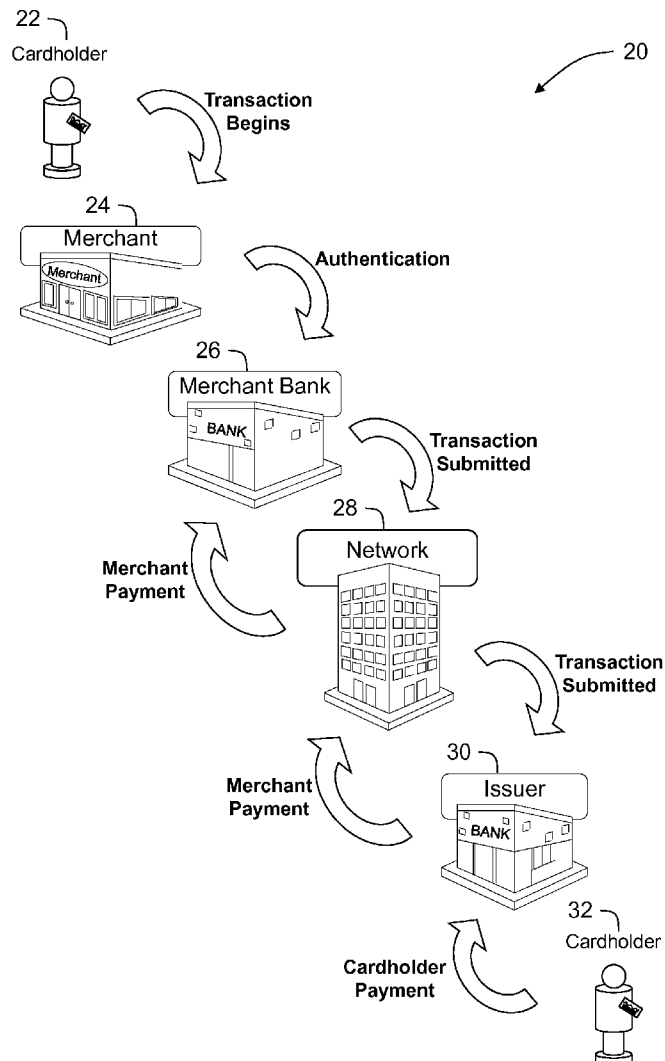 22
Cardholder
20
Transaction
Begins
24
Merchant
Merchant
Authentication
26
Merchant Bank
BANK
Transaction
Submitted
28
Network
Merchant
Payment
Transaction
Submitted
30
Issuer
BANK
Merchant
Payment
32
Cardholder
Cardholder
Payment